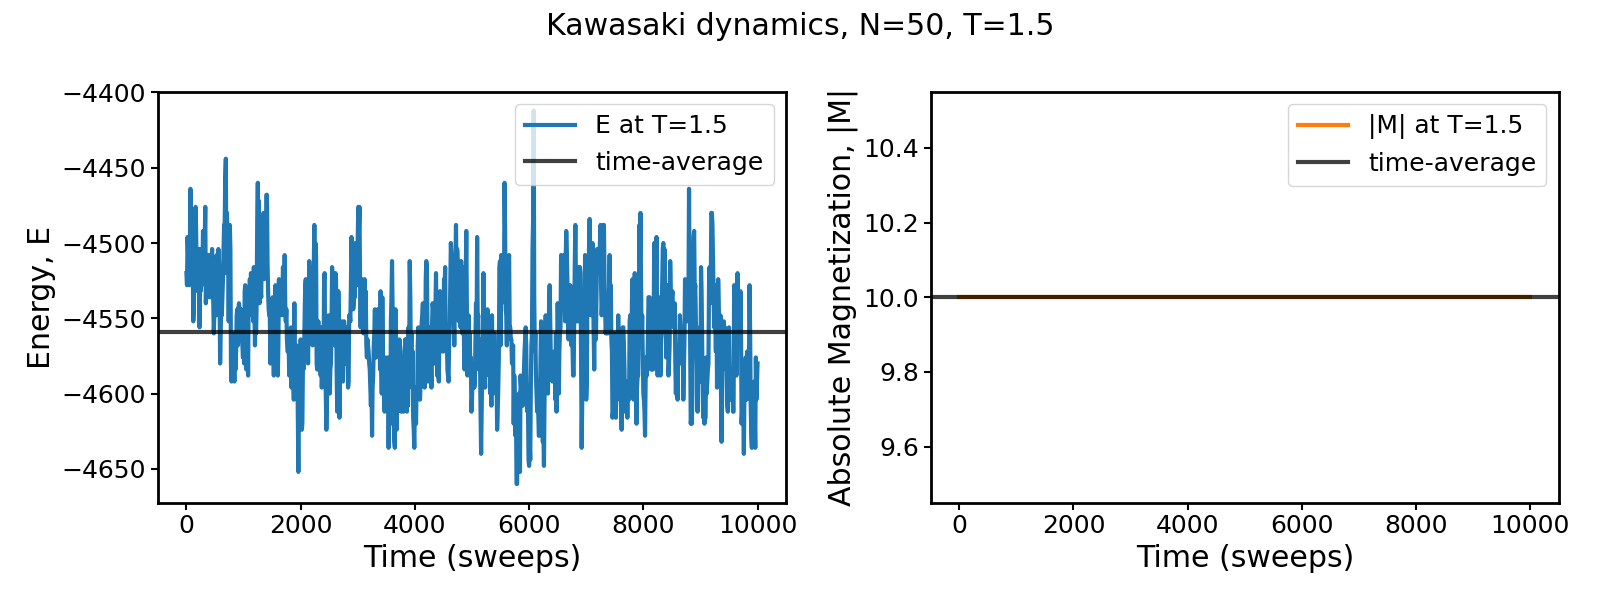 Kawasaki dynamics, N=50, T=1.5
Energy, E
−4400
−4450
−4500
−4550
−4600
−4650
E at T=1.5
time-average
0 2000 4000 6000 8000 10000
Time (sweeps)
Absolute Magnetization, |M|
10.4
10.2
10.0
9.8
9.6
|M| at T=1.5
time-average
0 2000 4000 6000 8000 10000
Time (sweeps)